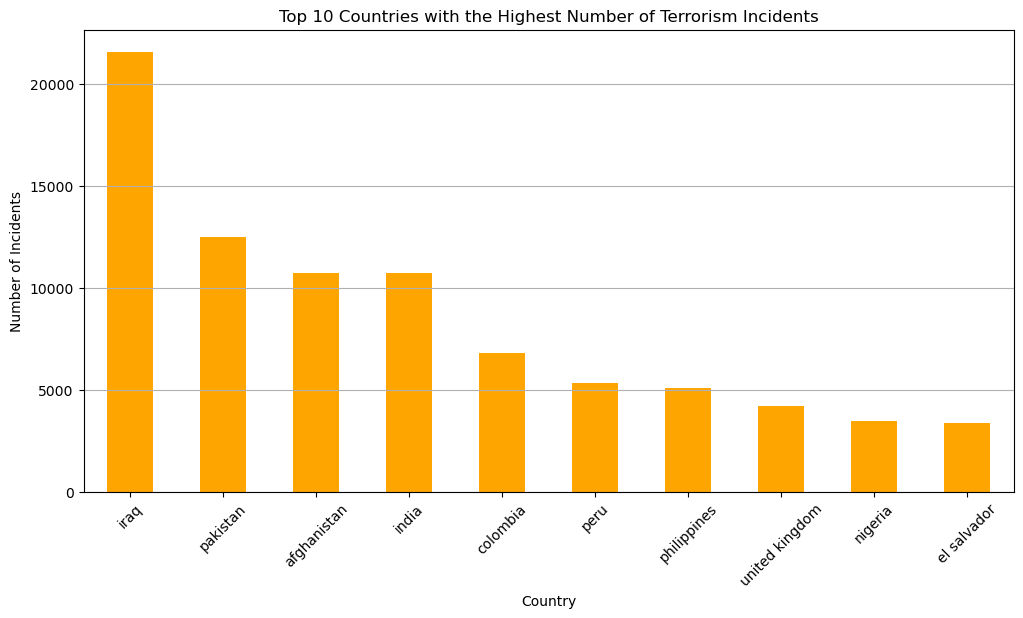 Top 10 Countries with the Highest Number of Terrorism Incidents
Number of Incidents
20000
15000
10000
5000
0
iraq
pakistan
afghanistan
india
colombia
peru
philippines
united kingdom
nigeria
el salvador
Country